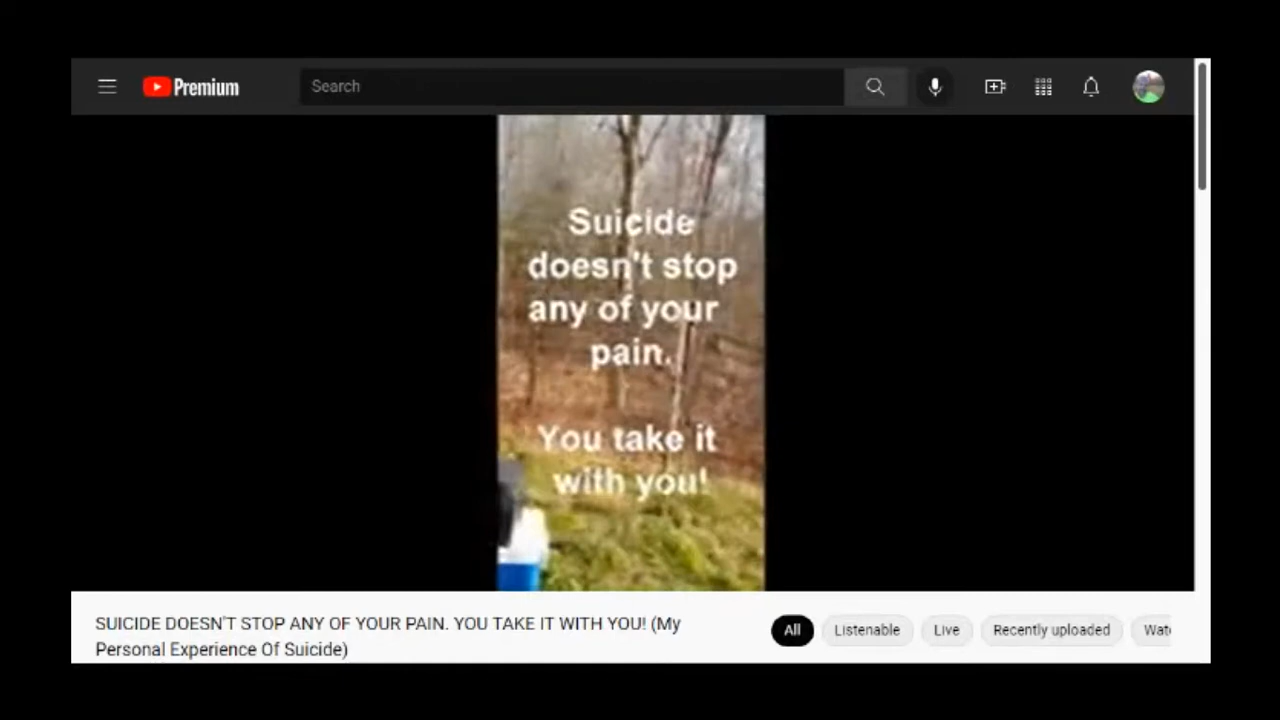 Premium
Search
Suicide
doesn't stop
any of your
pain.
You take it
with you!
SUICIDE DOESN'T STOP ANY OF YOUR PAIN. YOU TAKE IT WITH YOU! (My
Personal Experience Of Suicide)
All
Listenable
Live
Recently uploaded